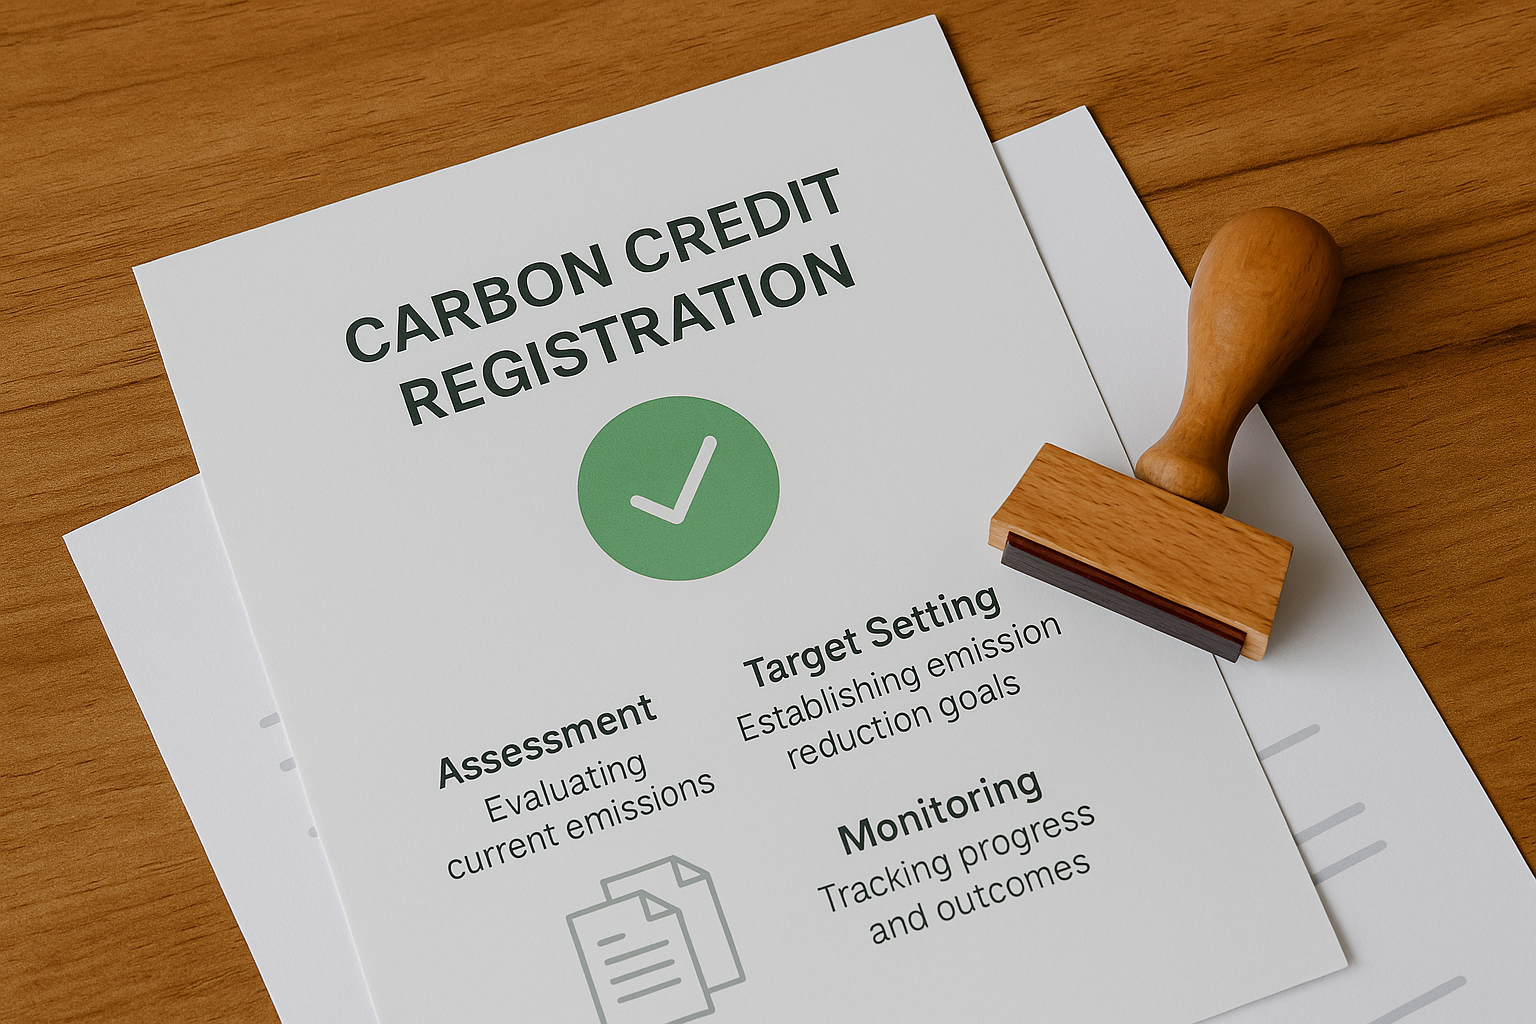 CARBON CREDIT
REGISTRATION
Assessment
Evaluating
current emissions
Target Setting
Establishing emission
reduction goals
Monitoring
Tracking progress
and outcomes